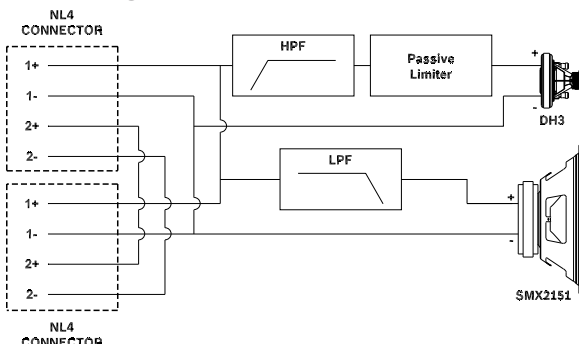 NL4
CONNECTOR
1+
1-
2+
2-
HPF
Passive
Limiter
+
-
DH3
LPF
1+
1-
2+
2-
+
-
SMX2151
NL4
CONNECTOR